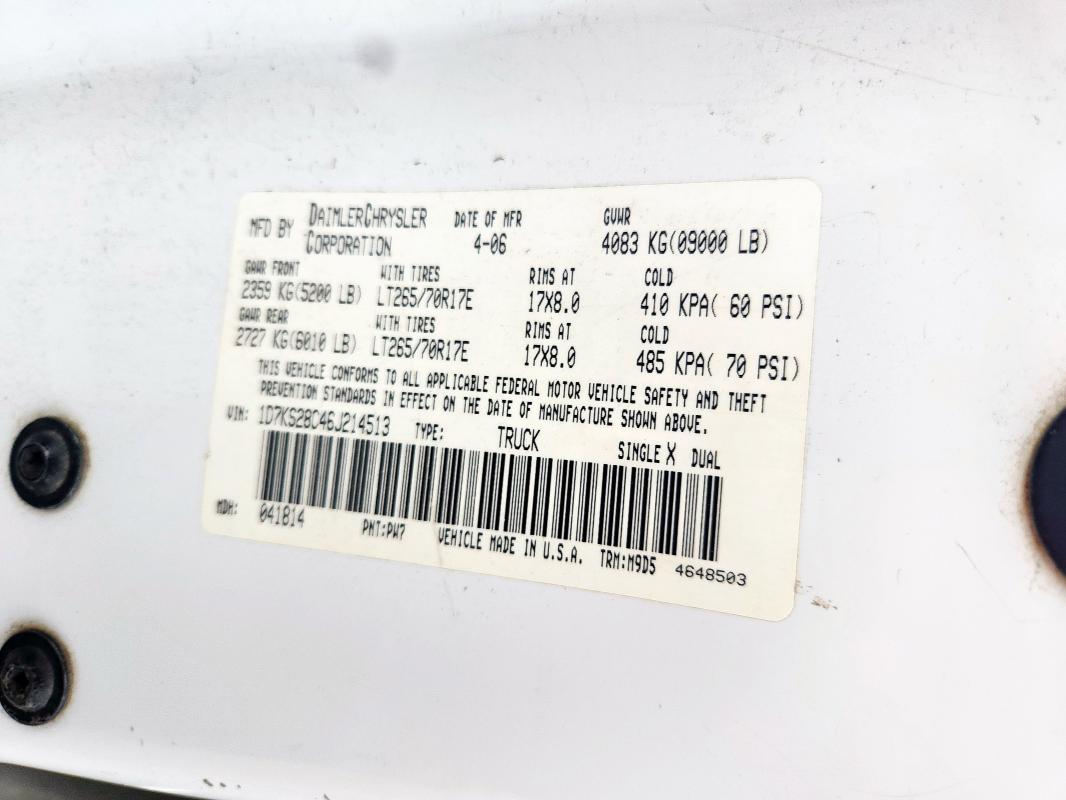 MFD BY DAIMLERCHRYSLER CORPORATION DATE OF MFR 4-06 GVWR 4083 KG(09000 LB)
GAWR FRONT WITH TIRES RIMS AT COLD
2359 KG(5200 LB) LT265/70R17E 17X8.0 410 KPA( 60 PSI)
GAWR REAR WITH TIRES RIMS AT COLD
2727 KG(6010 LB) LT265/70R17E 17X8.0 485 KPA( 70 PSI)
THIS VEHICLE CONFORMS TO ALL APPLICABLE FEDERAL MOTOR VEHICLE SAFETY AND THEFT
PREVENTION STANDARDS IN EFFECT ON THE DATE OF MANUFACTURE SHOWN ABOVE.
VIN: 1D7KS28C46J214513 TYPE: TRUCK SINGLE X DUAL
MDH: 041814 PNT:PW7 VEHICLE MADE IN U.S.A. TRM:M9D5 4648503